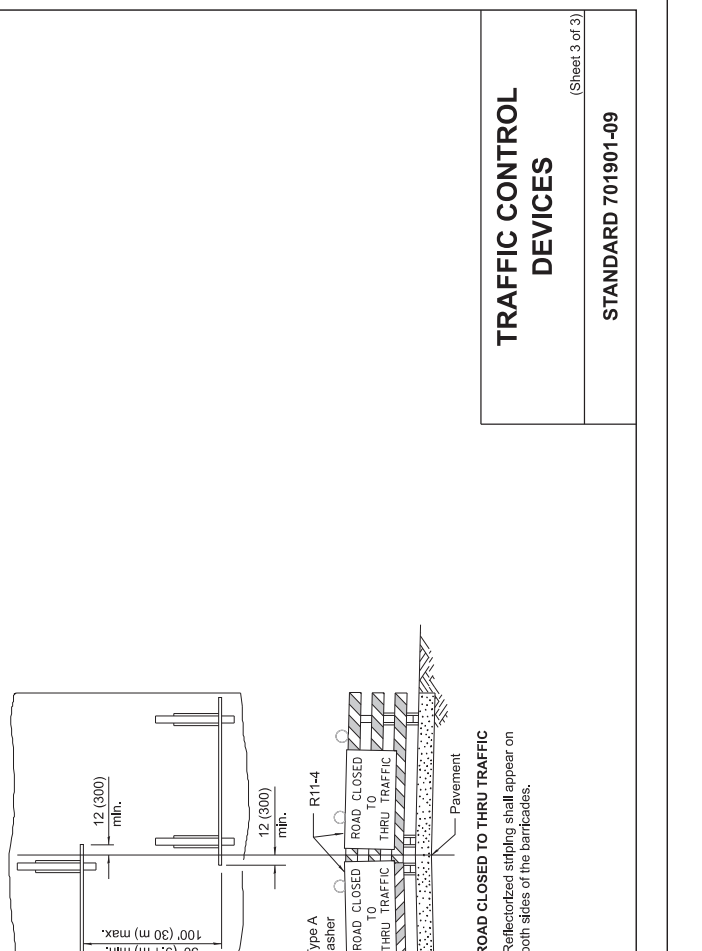 TRAFFIC CONTROL
DEVICES
(Sheet 3 of 3)
STANDARD 701901-09
12 (300)
min.
12 (300)
min.
100' (30 m) max.
R11-4
ROAD CLOSED
TO
THRU TRAFFIC
ROAD CLOSED
TO
THRU TRAFFIC
Pavement
ROAD CLOSED TO THRU TRAFFIC
Reflectorized striping shall appear on
both sides of the barricades.